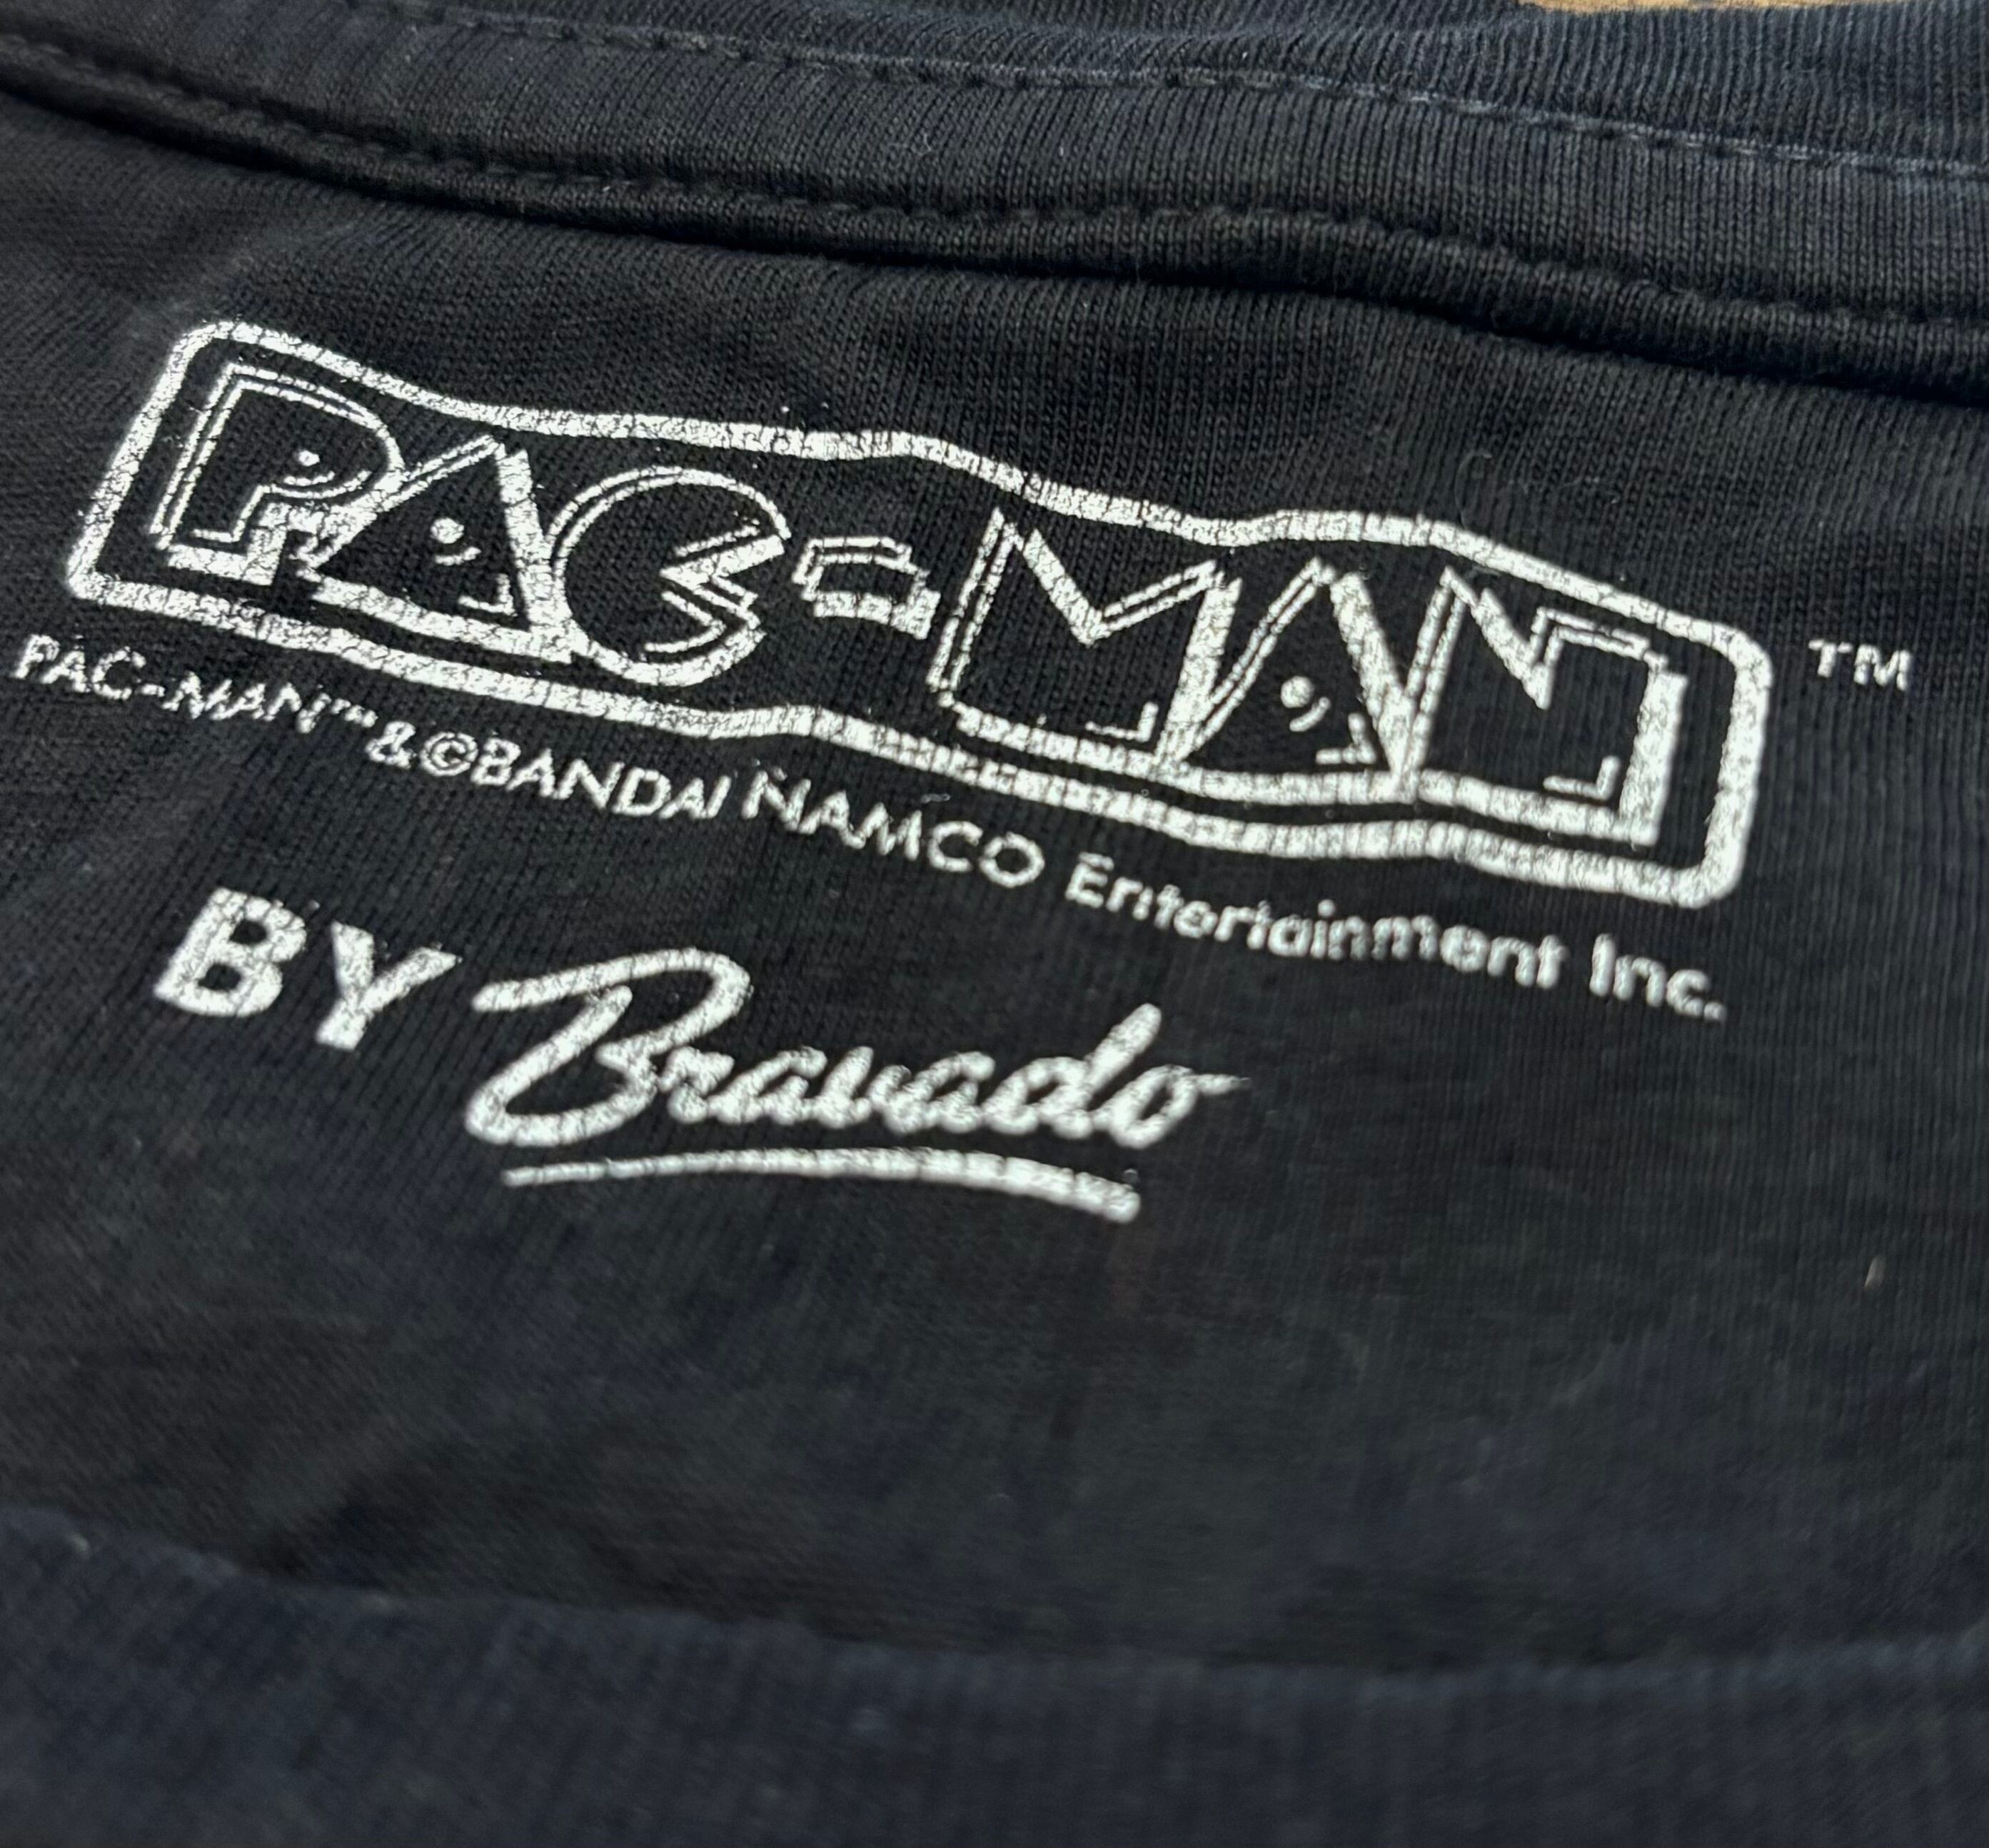 PAC-MAN ™
PAC-MAN™&©BANDAI NAMCO Entertainment Inc.
BY Bravado